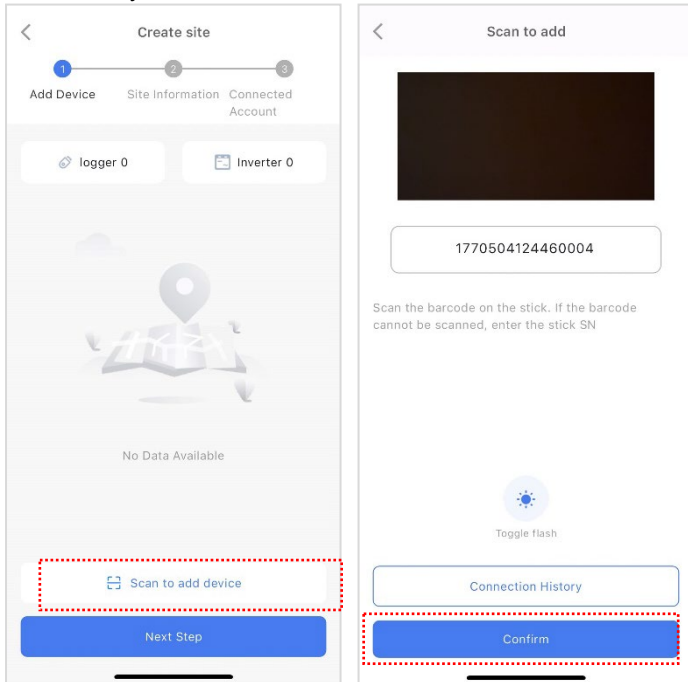 Create site
1
2
3
Add Device
Site Information
Connected
Account
logger 0
Inverter 0
No Data Available
Scan to add device
Next Step
Scan to add
1770504124460004
Scan the barcode on the stick. If the barcode
cannot be scanned, enter the stick SN
Toggle flash
Connection History
Confirm